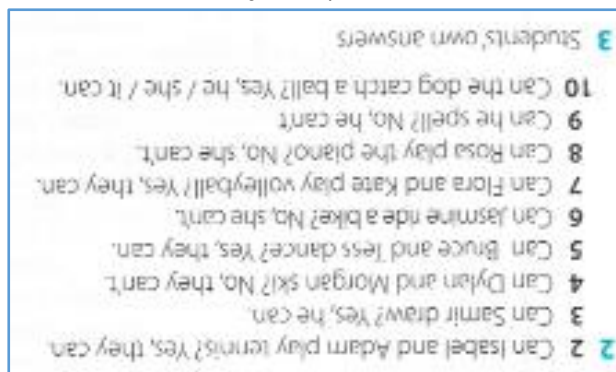 2 2 Can Isabel and Adam play tennis? Yes, they can.
3 Can Samir draw? Yes, he can.
4 Can Dylan and Morgan ski? No, they can't.
5 Can Bruce and Tess dance? Yes, they can.
6 Can Jasmine ride a bike? No, she can't.
7 Can Flora and Kate play volleyball? Yes, they can.
8 Can Rosa play the piano? No, she can't.
9 Can he spell? No, he can't.
10 Can the dog catch a ball? Yes, he / she / it can.
3 Students' own answers